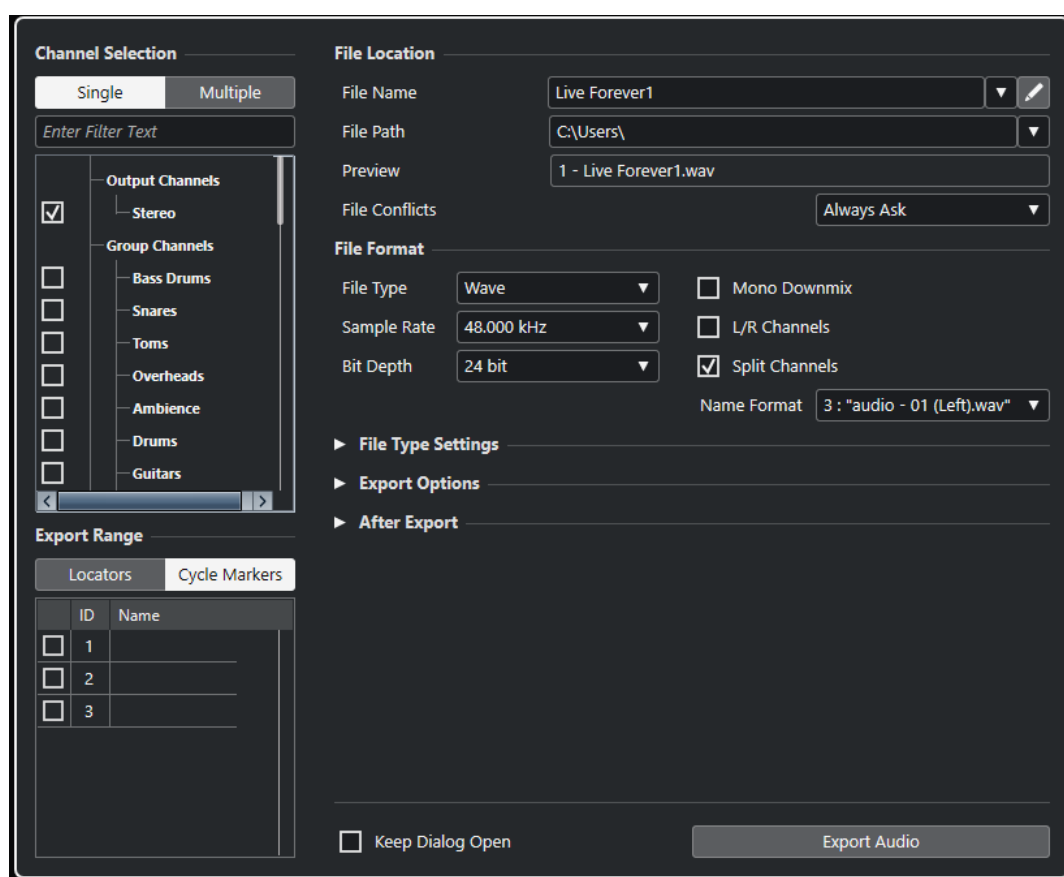 Channel Selection
Single Multiple
Enter Filter Text
Output Channels
Stereo
Group Channels
Bass Drums
Snares
Toms
Overheads
Ambience
Drums
Guitars
Export Range
Locators Cycle Markers
ID Name
1
2
3
File Location
File Name Live Forever1
File Path C:\Users\
Preview 1 - Live Forever1.wav
File Conflicts Always Ask
File Format
File Type Wave Mono Downmix
Sample Rate 48.000 kHz L/R Channels
Bit Depth 24 bit Split Channels
Name Format 3 : "audio - 01 (Left).wav"
File Type Settings
Export Options
After Export
Keep Dialog Open Export Audio